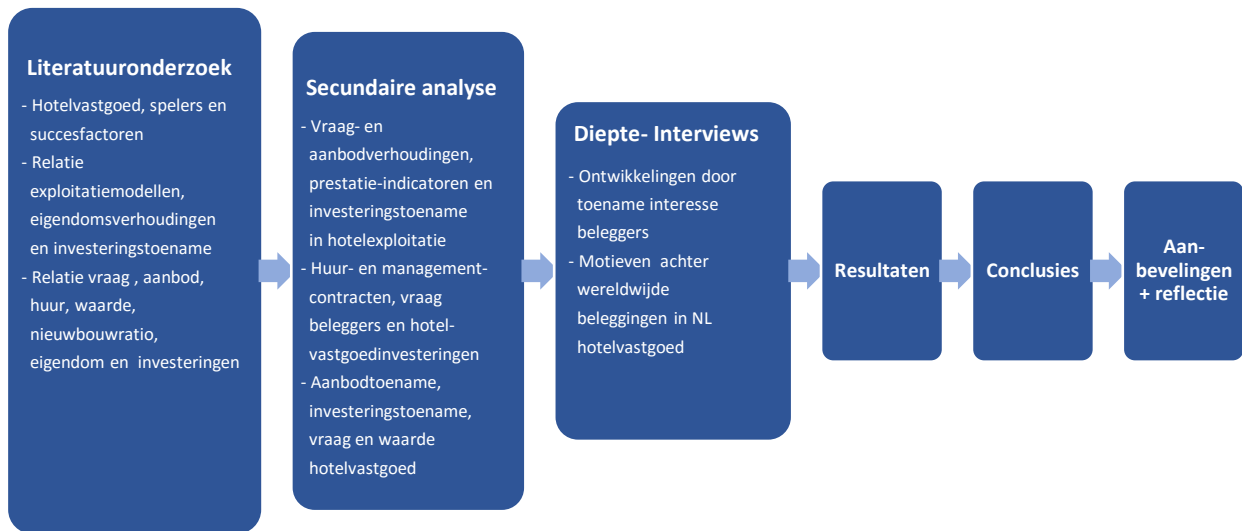 Literatuuronderzoek
- Hotelvastgoed, spelers en
succesfactoren
- Relatie
exploitatiemodellen,
eigendomsverhoudingen
en investeringstoename
- Relatie vraag , aanbod,
huur, waarde,
nieuwbouwratio,
eigendom en investeringen
Secundaire analyse
- Vraag- en
aanbodverhoudingen,
prestatie-indicatoren en
investeringstoename
in hotelexploitatie
- Huur- en management-
contracten, vraag
beleggers en hotel-
vastgoedinvesteringen
- Aanbodtoename,
investeringstoename,
vraag en waarde
hotelvastgoed
Diepte- Interviews
- Ontwikkelingen door
toename interesse
beleggers
- Motieven achter
wereldwijde
beleggingen in NL
hotelvastgoed
Resultaten
Conclusies
Aan-
bevelingen
+ reflectie